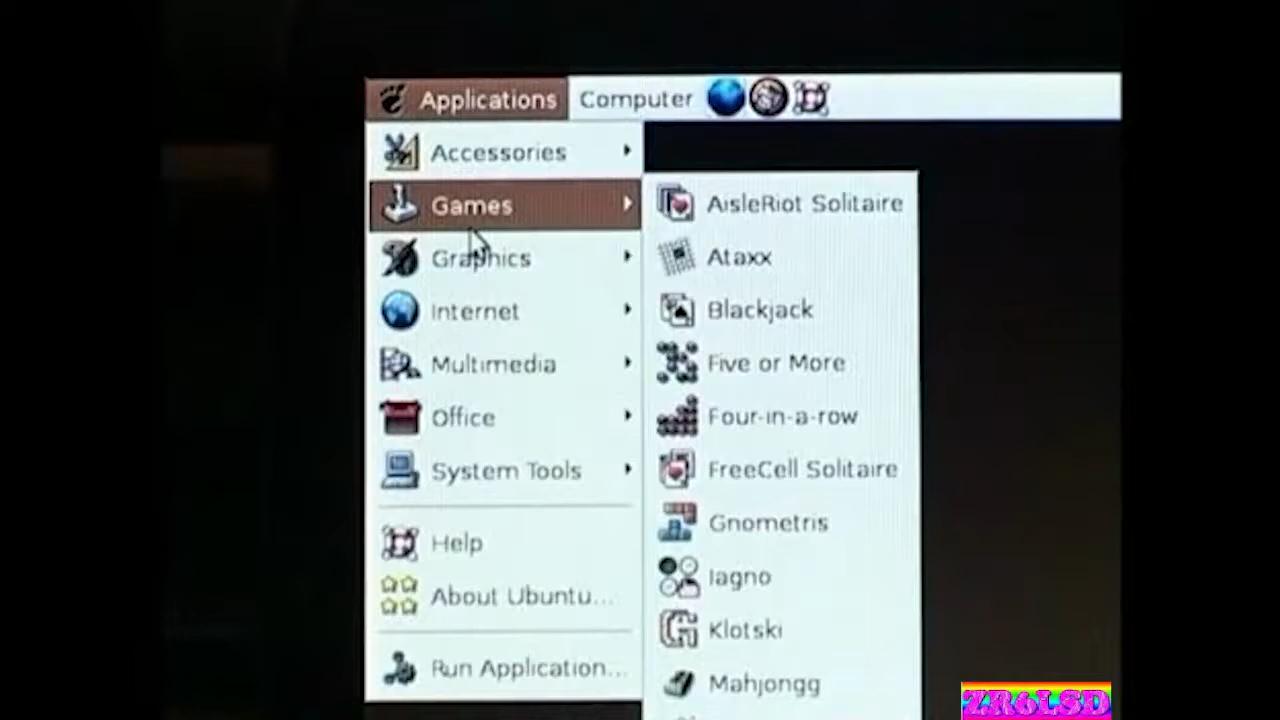 Applications Computer
Accessories
Games
Graphics
Internet
Multimedia
Office
System Tools
Help
About Ubuntu...
Run Application...
AisleRiot Solitaire
Ataxx
Blackjack
Five or More
Four-in-a-row
FreeCell Solitaire
Gnometris
Iagno
Klotski
Mahjongg
ZR6LSD